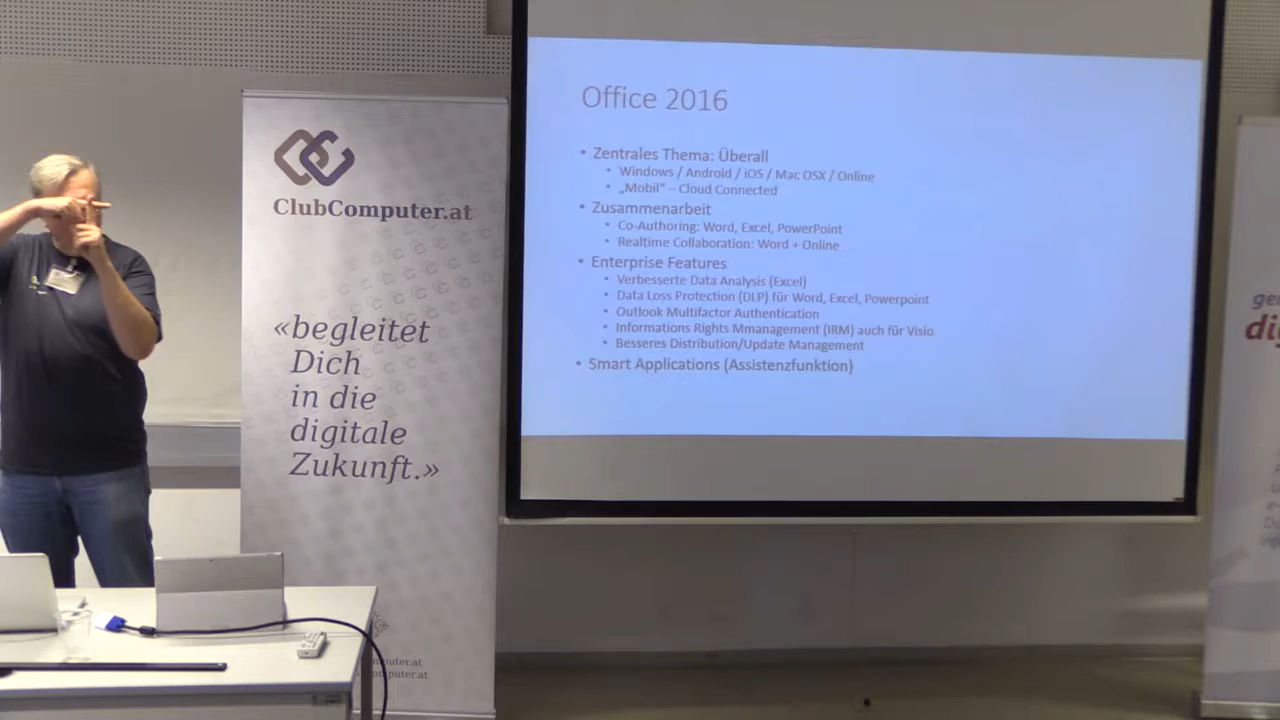 ClubComputer.at
«begleitet
Dich
in die
digitale
Zukunft.»
Office 2016
• Zentrales Thema: Überall
• Windows / Android / iOS / Mac OSX / Online
• „Mobil“ – Cloud Connected
• Zusammenarbeit
• Co-Authoring: Word, Excel, PowerPoint
• Realtime Collaboration: Word + Online
• Enterprise Features
• Verbesserte Data Analysis (Excel)
• Data Loss Protection (DLP) für Word, Excel, Powerpoint
• Outlook Multifactor Authentication
• Informations Rights Mmanagement (IRM) auch für Visio
• Besseres Distribution/Update Management
• Smart Applications (Assistenzfunktion)